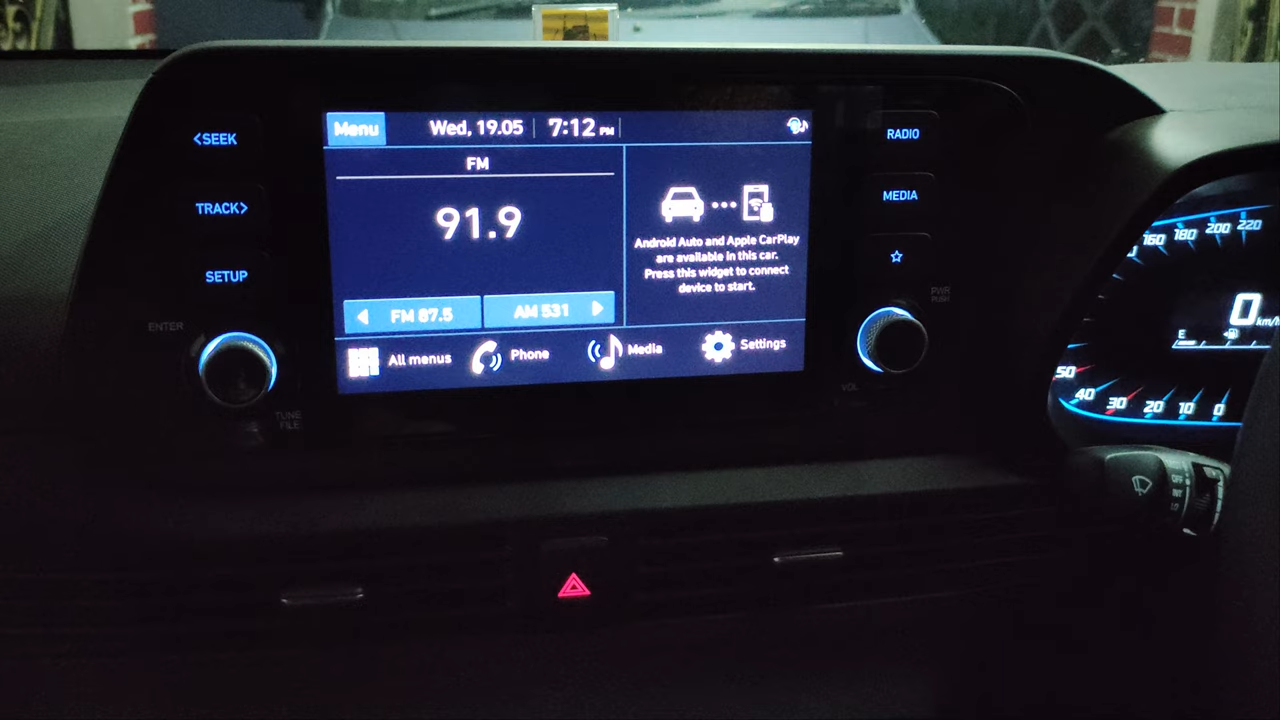 <SEEK
TRACK>
SETUP
ENTER
TUNE
FILE
Menu
Wed, 19.05
7:12 PM
FM
91.9
FM 87.5
AM 531
Android Auto and Apple CarPlay
are available in this car.
Press this widget to connect
device to start.
All menus
Phone
Media
Settings
RADIO
MEDIA
PWR
PUSH
VOL
160 180 200 220
0 km/h
E
50 40 30 20 10 0
OFF
INT
LO